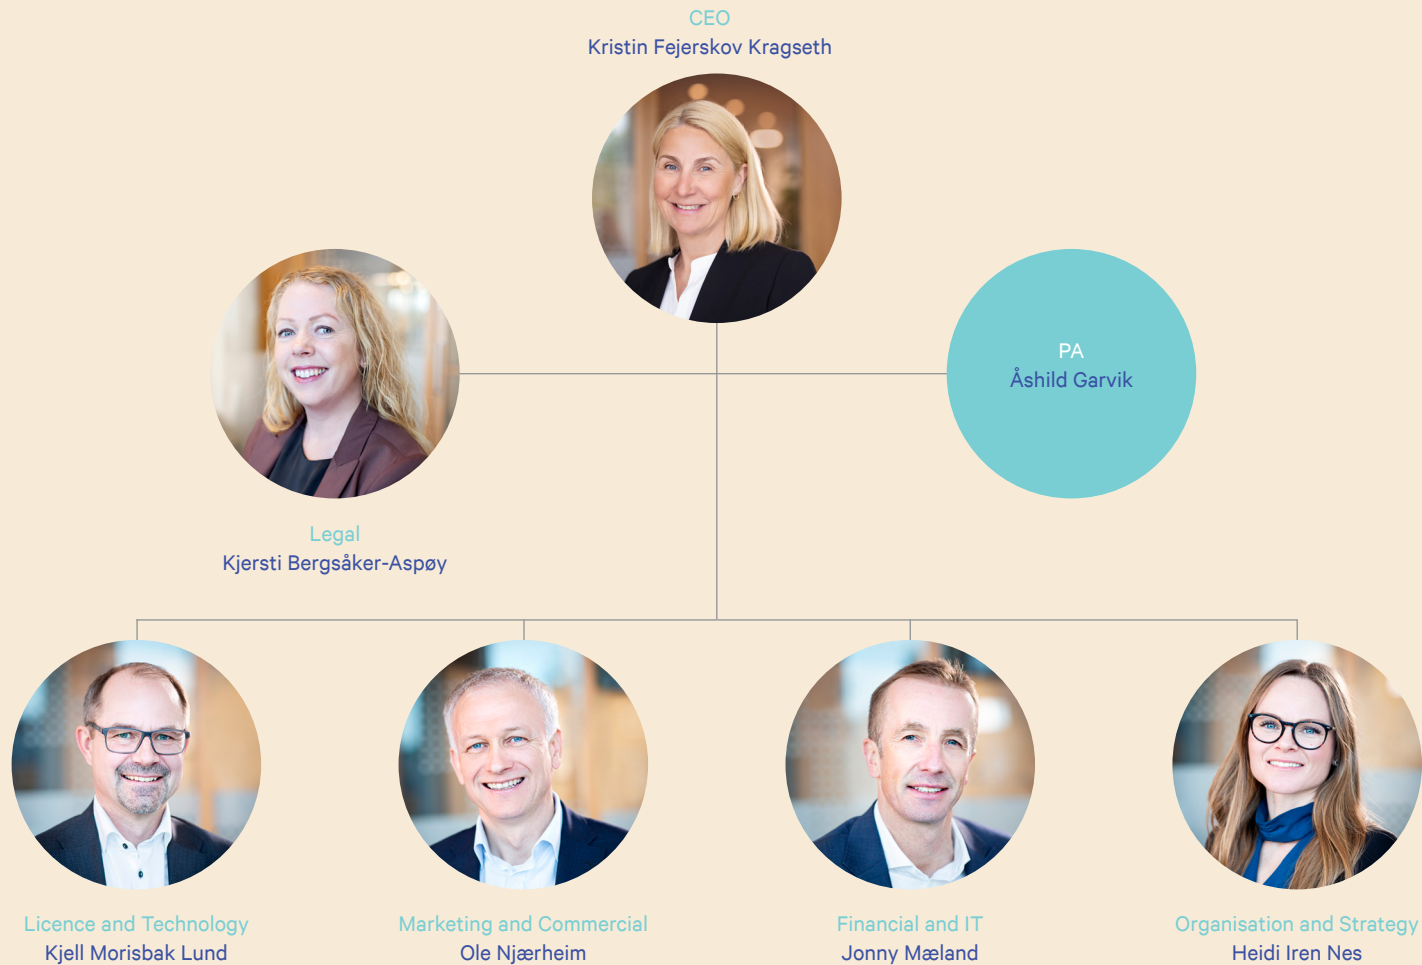 CEO
Kristin Fejerskov Kragseth
PA
Åshild Garvik
Legal
Kjersti Bergsåker-Aspøy
Licence and Technology
Kjell Morisbak Lund
Marketing and Commercial
Ole Njærheim
Financial and IT
Jonny Mæland
Organisation and Strategy
Heidi Iren Nes